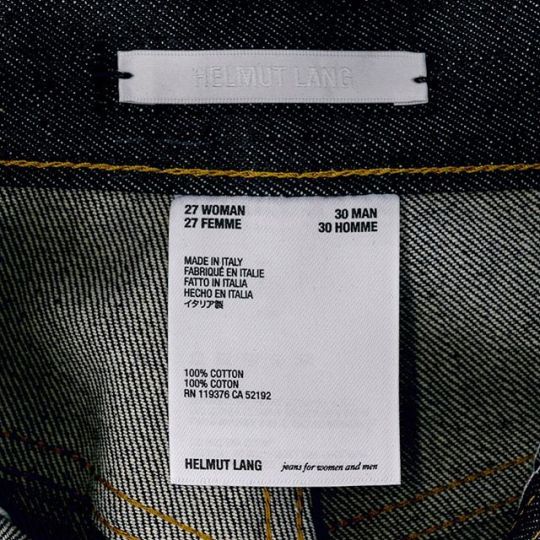 HELMUT LANG
27 WOMAN
27 FEMME
30 MAN
30 HOMME
MADE IN ITALY
FABRIQUÉ EN ITALIE
FATTO IN ITALIA
HECHO EN ITALIA
イタリア製
100% COTTON
100% COTON
RN 119376 CA 52192
HELMUT LANG
jeans for women and men